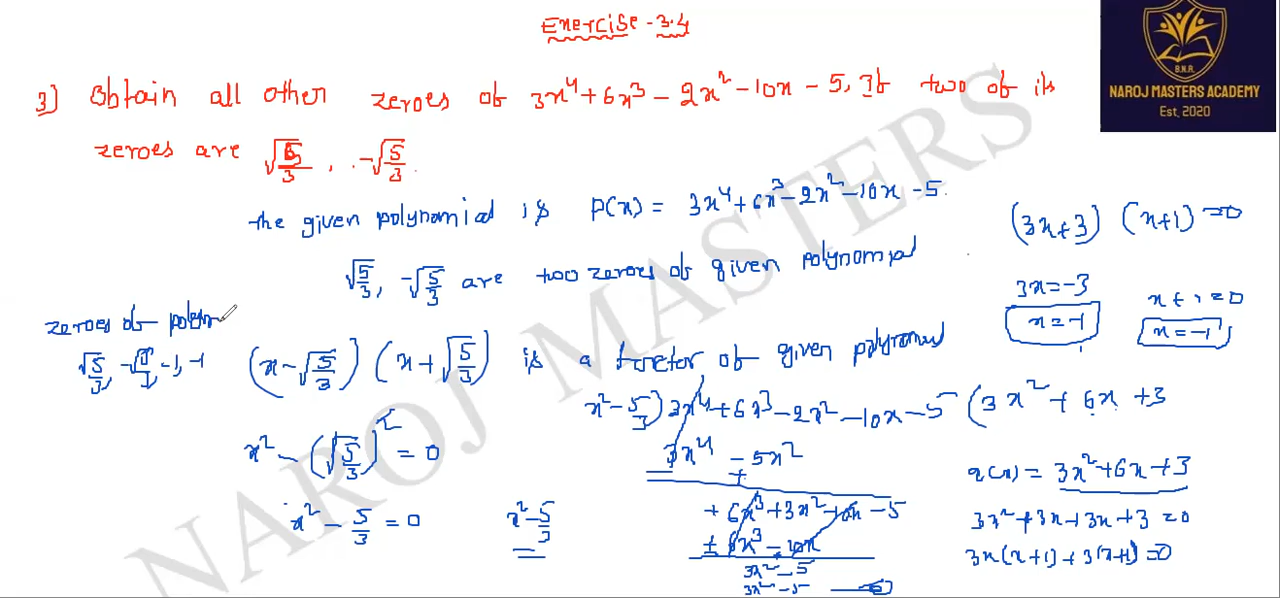 Exercise - 3.4
B.N.R.
NAROJ MASTERS ACADEMY
Est, 2020
3) Obtain all other zeroes of 3x⁴ + 6x³ - 2x² - 10x - 5, If two of its
zeroes are √5/3, -√5/3.
the given polynomial is P(x) = 3x⁴ + 6x³ - 2x² - 10x - 5.
√5/3, -√5/3 are two zeroes of given polynomial
(x - √5/3) (x + √5/3) is a factor of given polynomial
x² - (√5/3)² = 0
x² - 5/3 = 0
x² - 5/3
x² - 5/3) 3x⁴ + 6x³ - 2x² - 10x - 5 (3x² + 6x + 3
3x⁴ - 5x²
- +
+ 6x³ + 3x² - 10x - 5
+ 6x³ - 10x
3x² - 5
3x² - 5
0
q(x) = 3x² + 6x + 3
3x² + 3x + 3x + 3 = 0
3x(x+1) + 3(x+1) = 0
(3x+3) (x+1) = 0
3x = -3
x = -1
x + 1 = 0
x = -1
zeroes of polyn
√5/3, -√5/3, -1, -1
NAROJ MASTERS